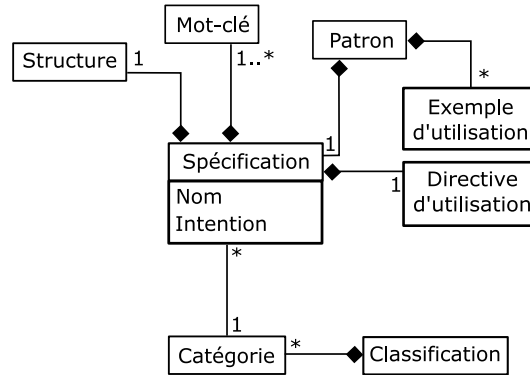 Mot-clé
Patron
Structure
1
1..*
*
Exemple
d'utilisation
1
Spécification
Directive
d'utilisation
1
Nom
Intention
*
1
*
Catégorie
Classification